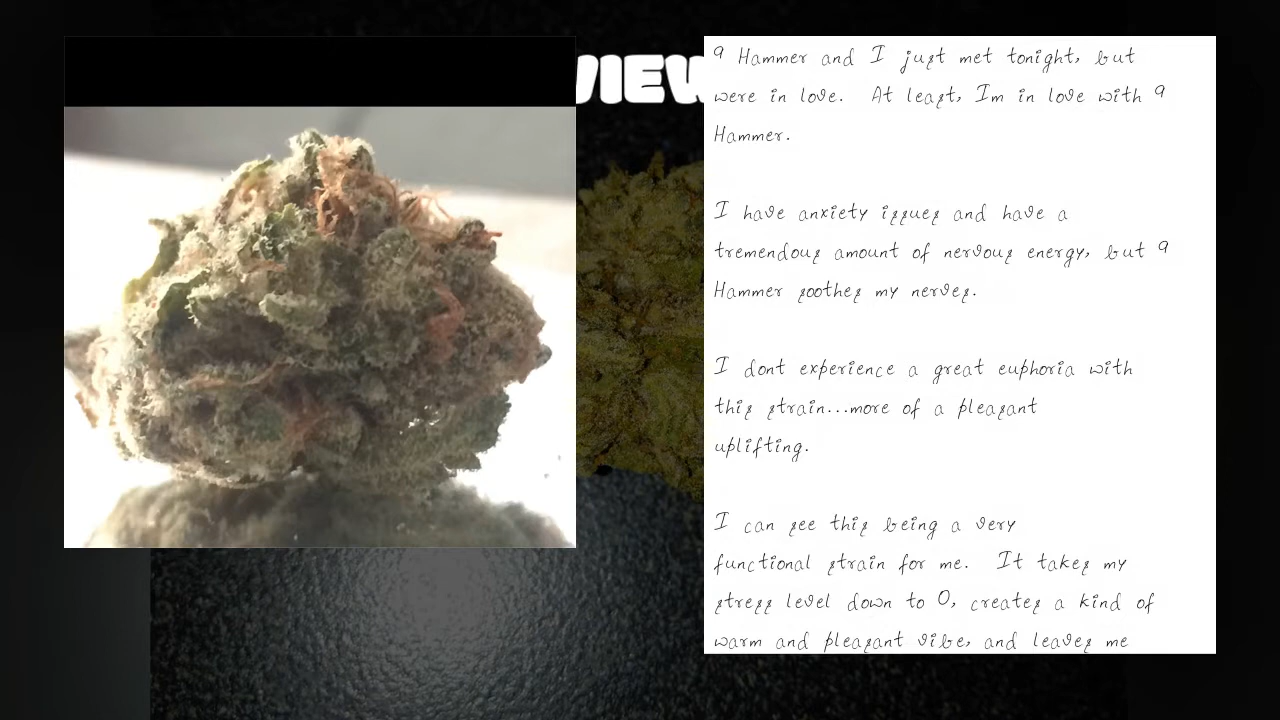 VIEW
9 Hammer and I just met tonight, but
were in love.  At least, Im in love with 9
Hammer.
I have anxiety issues and have a
tremendous amount of nervous energy, but 9
Hammer soothes my nerves.
I dont experience a great euphoria with
this strain...more of a pleasant
uplifting.
I can see this being a very
functional strain for me.  It takes my
stress level down to 0, creates a kind of
warm and pleasant vibe, and leaves me